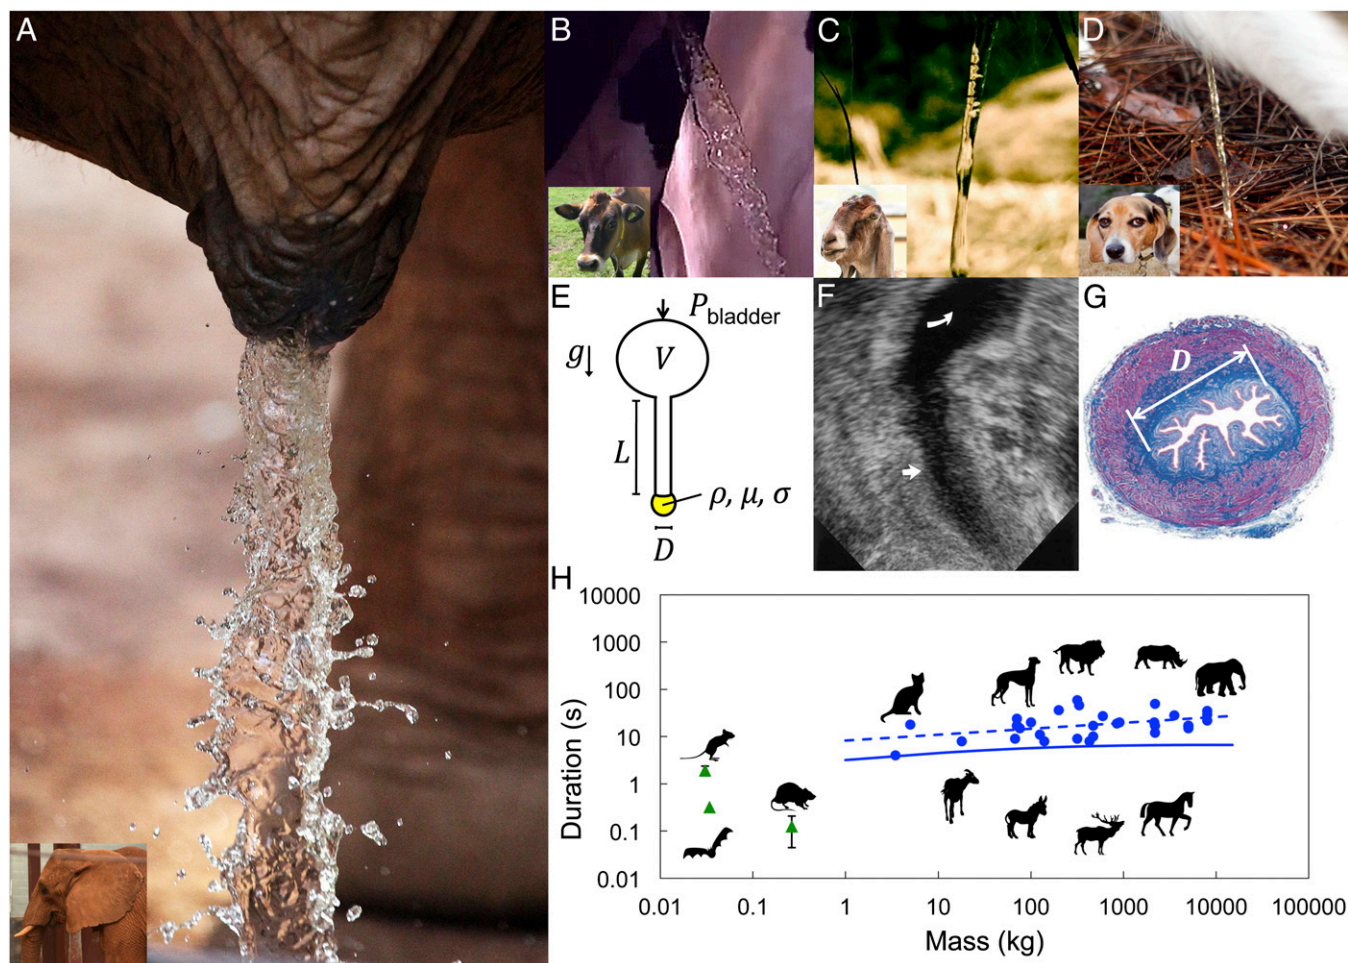 A
B
C
D
E
P_bladder
g
V
L
ρ, μ, σ
D
F
G
D
H
10000
1000
100
10
1
0.1
0.01
Duration (s)
0.01 0.1 1 10 100 1000 10000 100000
Mass (kg)